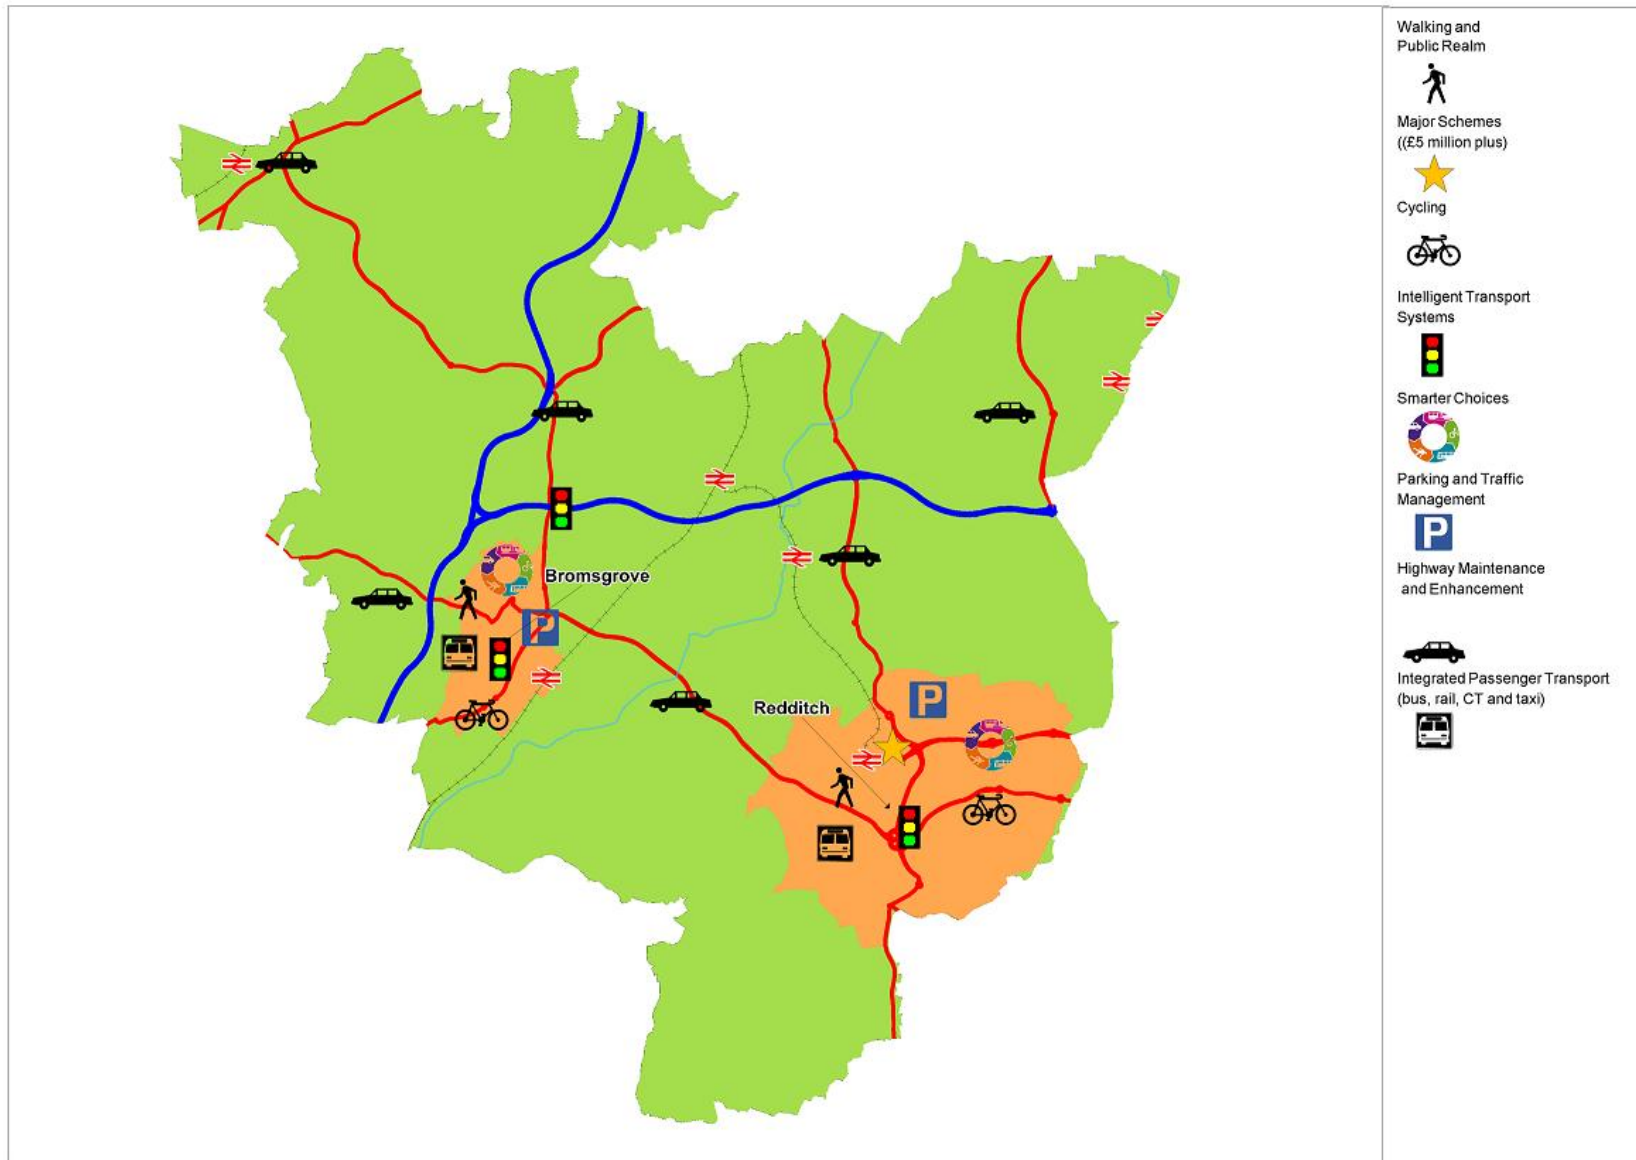 Walking and
Public Realm
Major Schemes
((£5 million plus)
Cycling
Intelligent Transport
Systems
Smarter Choices
Parking and Traffic
Management
P
Highway Maintenance
and Enhancement
Integrated Passenger Transport
(bus, rail, CT and taxi)
Bromsgrove
P
Redditch
P